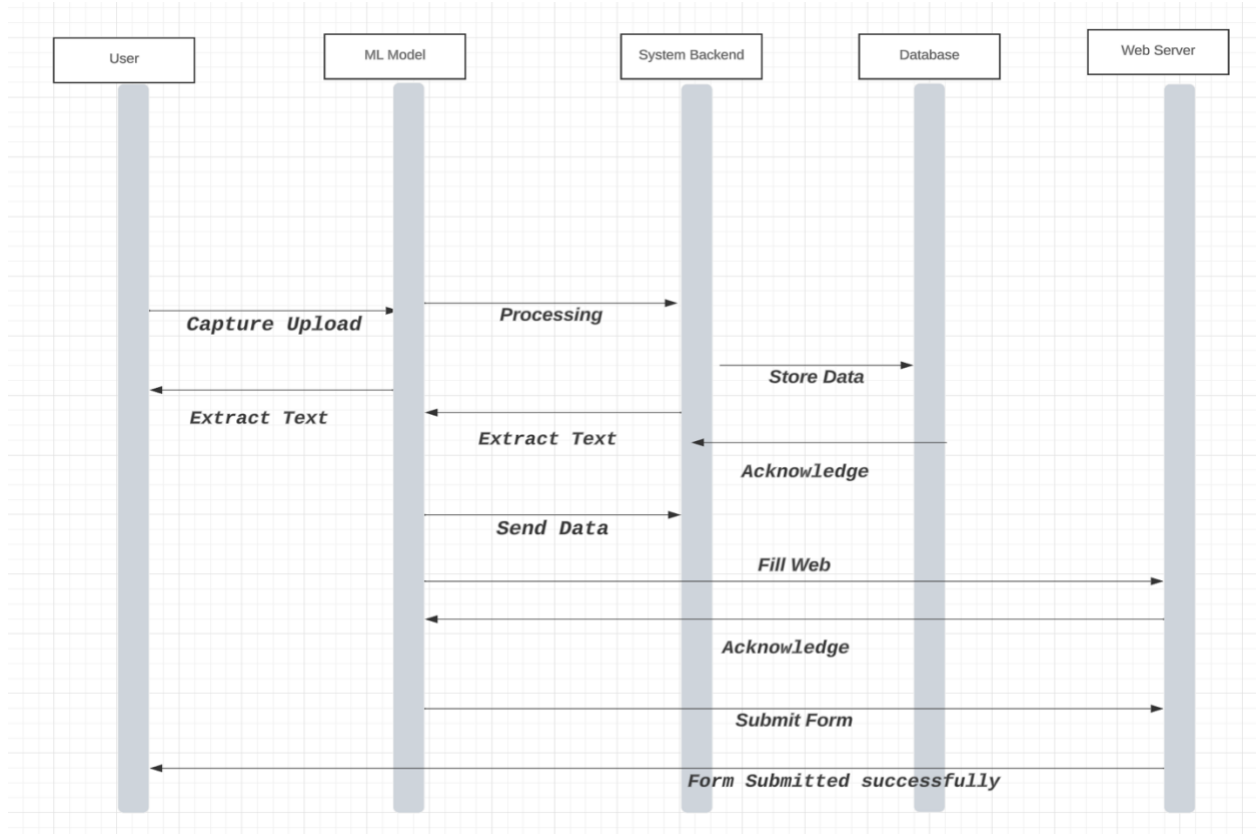 User
ML Model
System Backend
Database
Web Server
Capture Upload
Processing
Store Data
Extract Text
Extract Text
Acknowledge
Send Data
Fill Web
Acknowledge
Submit Form
Form Submitted successfully